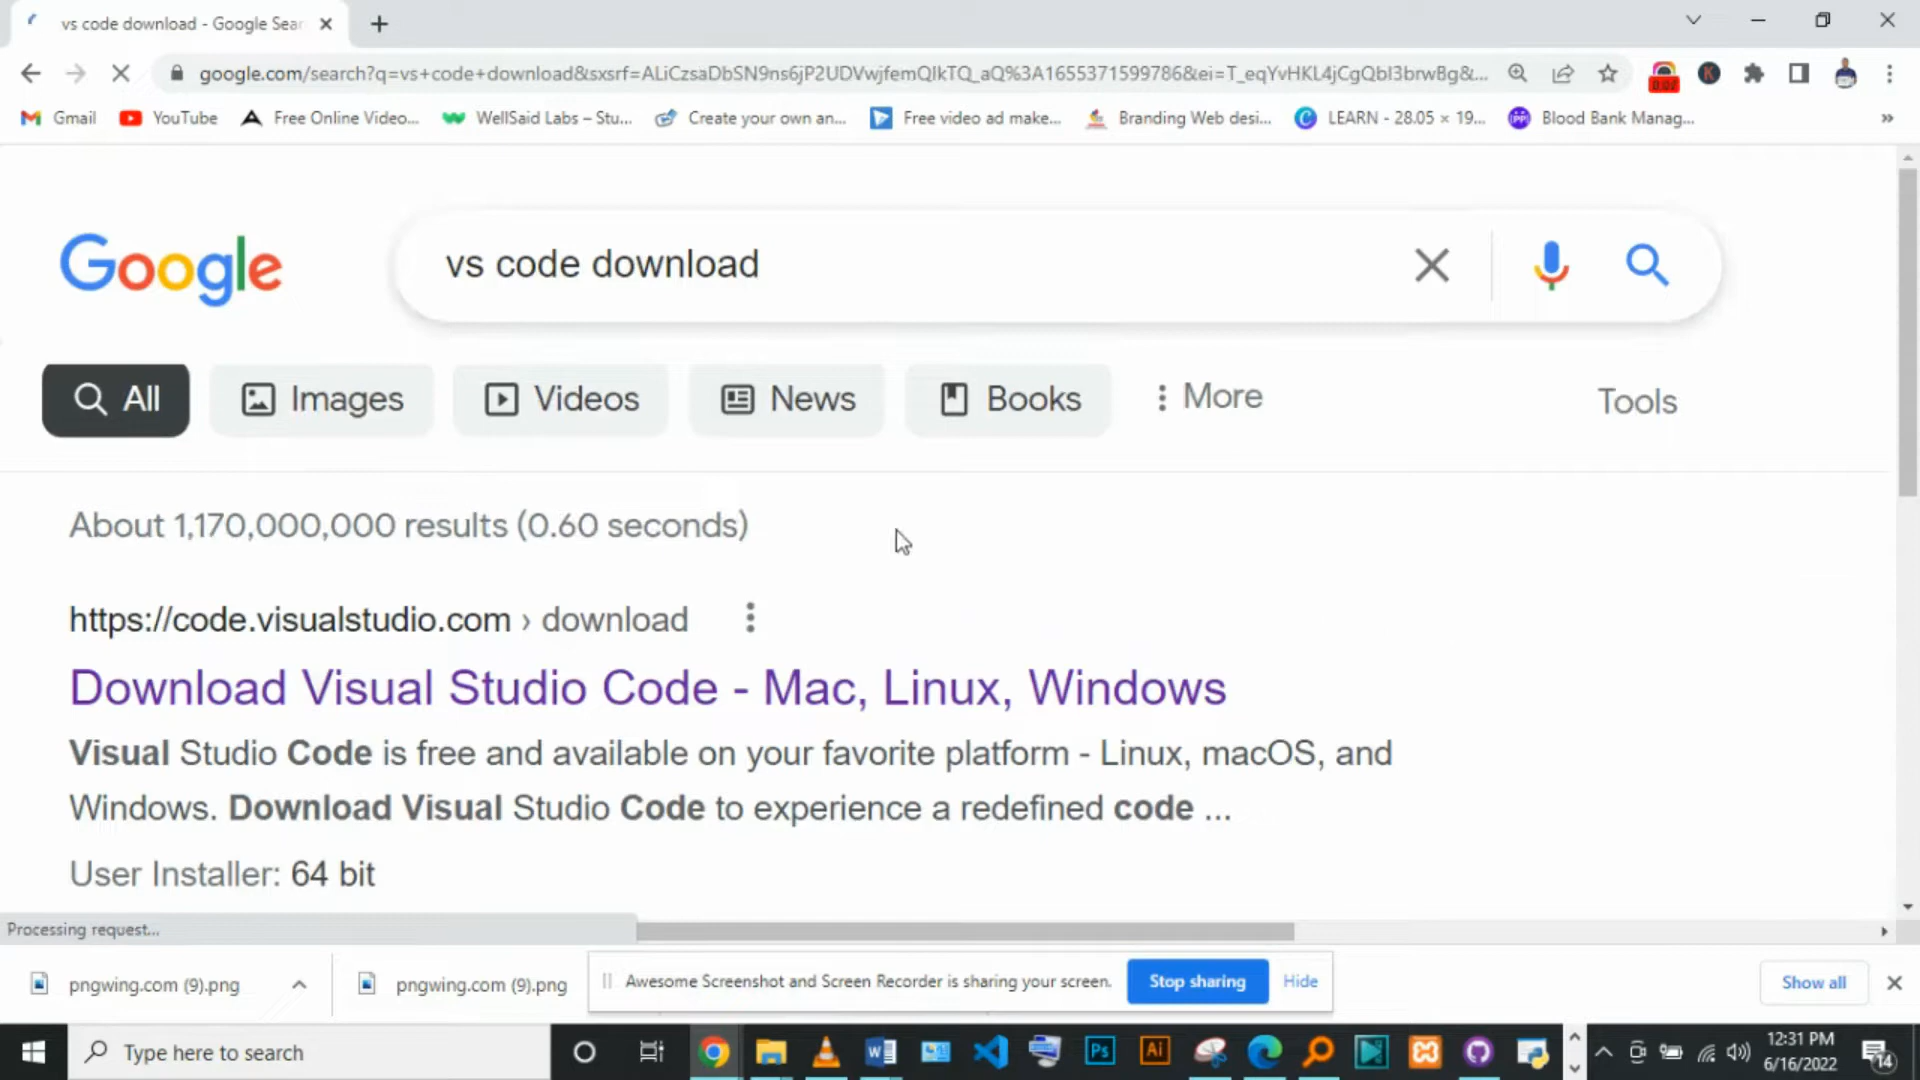 vs code download - Google Sear
google.com/search?q=vs+code+download&sxsrf=ALiCzsaDbSN9ns6jP2UDVwjfemQIkTQ_aQ%3A1655371599786&ei=T_eqYvHKL4jCgQbI3brwBg&...
0:02
K
Gmail
YouTube
Free Online Video...
WellSaid Labs – Stu...
Create your own an...
Free video ad make...
Branding Web desi...
LEARN - 28.05 × 19...
Blood Bank Manag...
»
Google
vs code download
All
Images
Videos
News
Books
More
Tools
About 1,170,000,000 results (0.60 seconds)
https://code.visualstudio.com › download
Download Visual Studio Code - Mac, Linux, Windows
Visual Studio Code is free and available on your favorite platform - Linux, macOS, and
Windows. Download Visual Studio Code to experience a redefined code ...
User Installer: 64 bit
Processing request...
pngwing.com (9).png
pngwing.com (9).png
Awesome Screenshot and Screen Recorder is sharing your screen.
Stop sharing
Hide
Show all
Type here to search
Ps
Ai
12:31 PM
6/16/2022
14